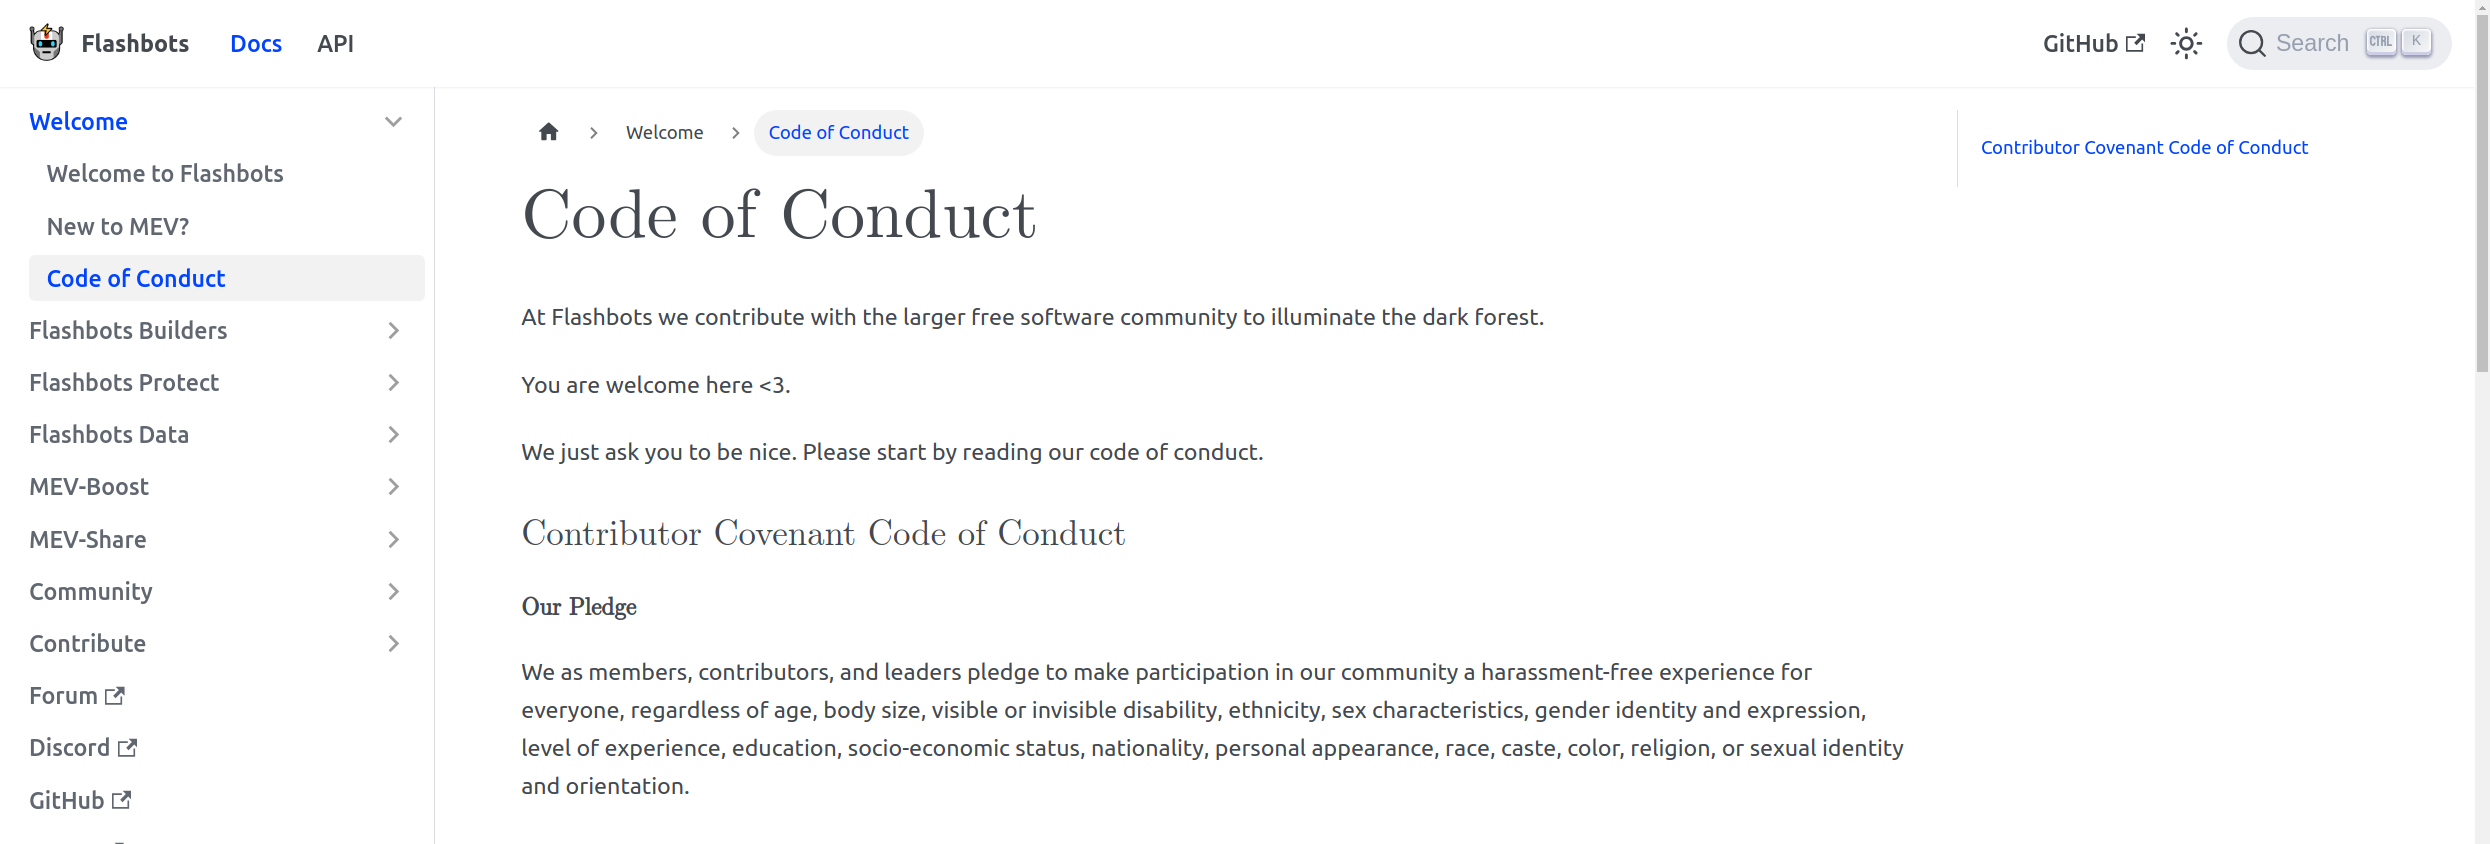 Flashbots Docs API GitHub Search CTRL K
Welcome
Welcome to Flashbots
New to MEV?
Code of Conduct
Flashbots Builders
Flashbots Protect
Flashbots Data
MEV-Boost
MEV-Share
Community
Contribute
Forum
Discord
GitHub
Welcome Code of Conduct
Code of Conduct
At Flashbots we contribute with the larger free software community to illuminate the dark forest.
You are welcome here <3.
We just ask you to be nice. Please start by reading our code of conduct.
Contributor Covenant Code of Conduct
Our Pledge
We as members, contributors, and leaders pledge to make participation in our community a harassment-free experience for
everyone, regardless of age, body size, visible or invisible disability, ethnicity, sex characteristics, gender identity and expression,
level of experience, education, socio-economic status, nationality, personal appearance, race, caste, color, religion, or sexual identity
and orientation.
Contributor Covenant Code of Conduct